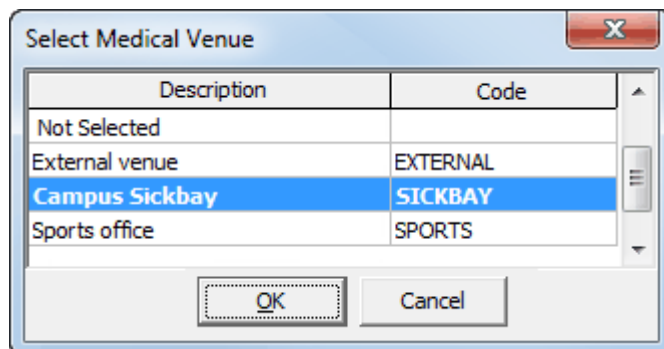 Select Medical Venue
Description Code
Not Selected
External venue EXTERNAL
Campus Sickbay SICKBAY
Sports office SPORTS
OK Cancel